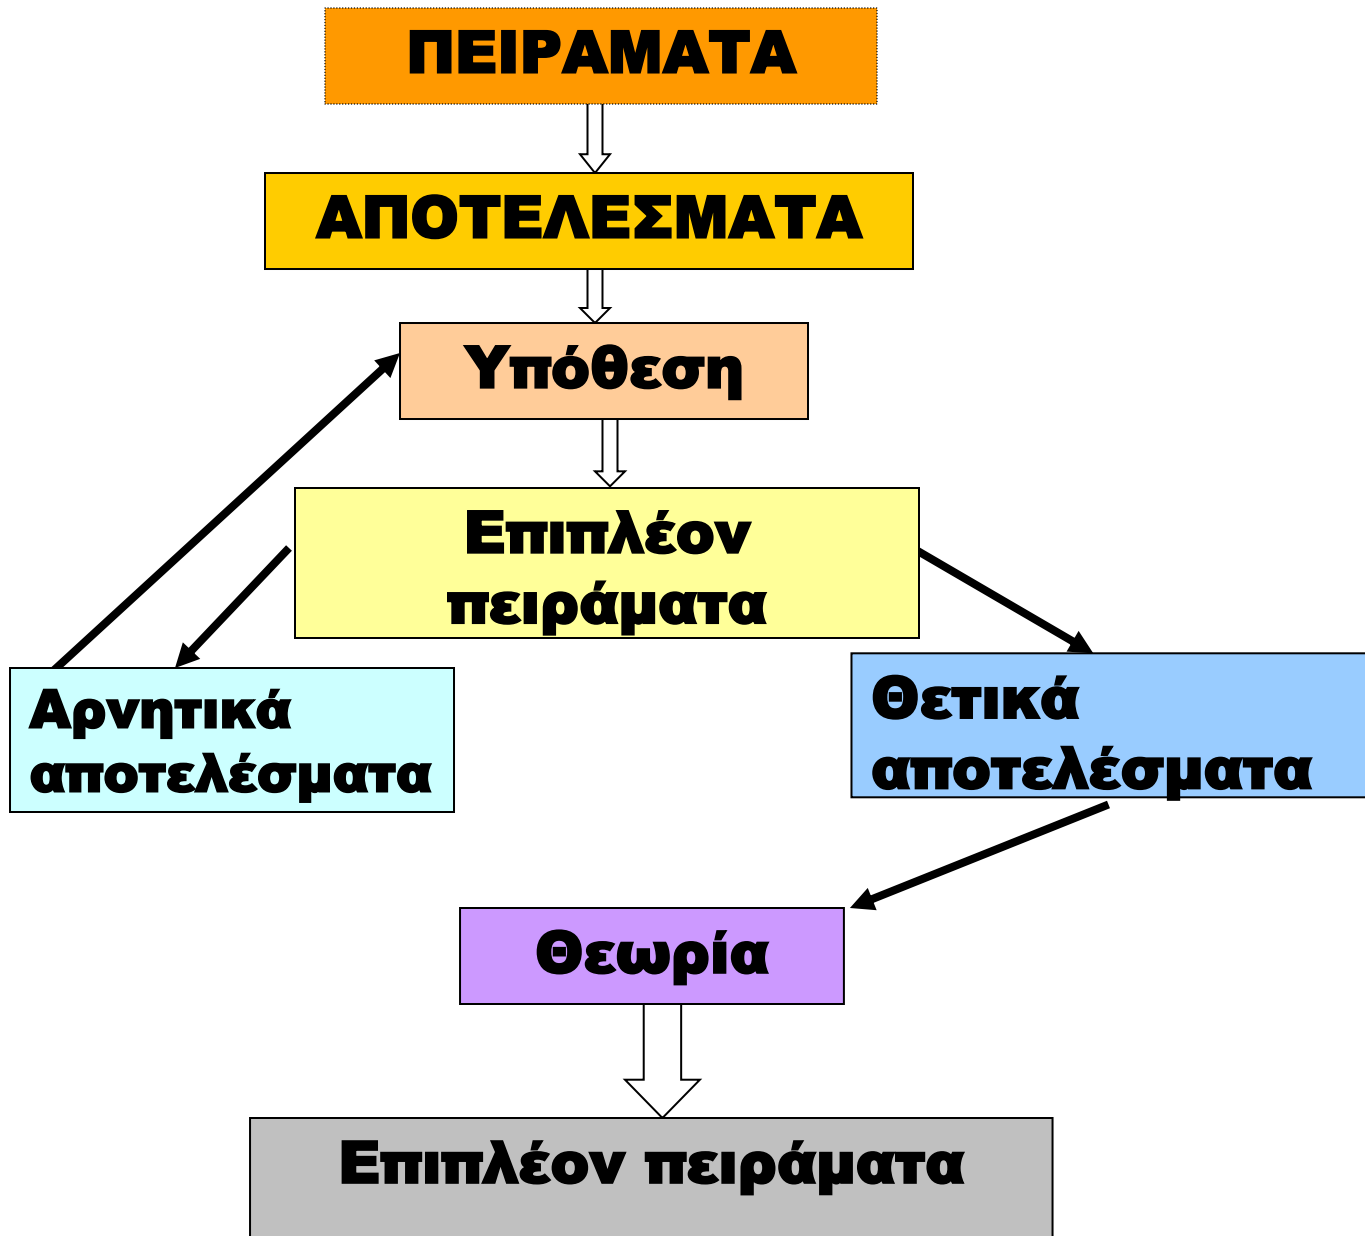 ΠΕΙΡΑΜΑΤΑ
ΑΠΟΤΕΛΕΣΜΑΤΑ
Υπόθεση
Επιπλέον
πειράματα
Αρνητικά
αποτελέσματα
Θετικά
αποτελέσματα
Θεωρία
Επιπλέον πειράματα